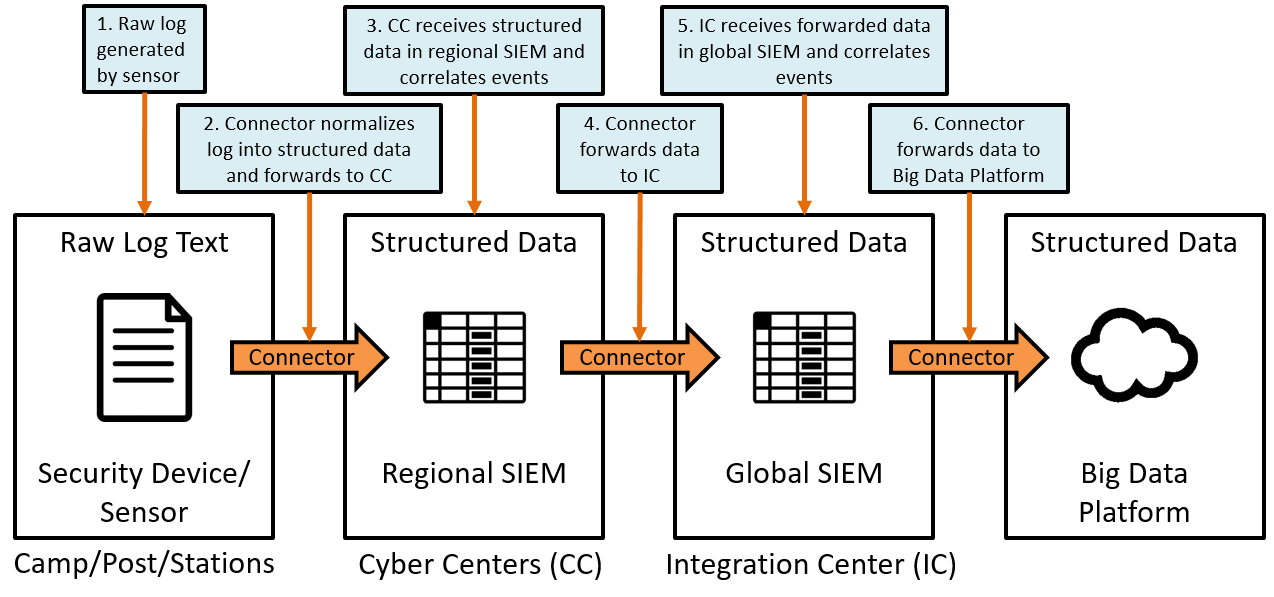 1. Raw log
generated
by sensor
2. Connector normalizes
log into structured data
and forwards to CC
3. CC receives structured
data in regional SIEM and
correlates events
4. Connector
forwards data
to IC
5. IC receives forwarded data
in global SIEM and correlates
events
6. Connector
forwards data to
Big Data Platform
Raw Log Text
Security Device/
Sensor
Camp/Post/Stations
Connector
Structured Data
Regional SIEM
Cyber Centers (CC)
Connector
Structured Data
Global SIEM
Integration Center (IC)
Connector
Structured Data
Big Data
Platform